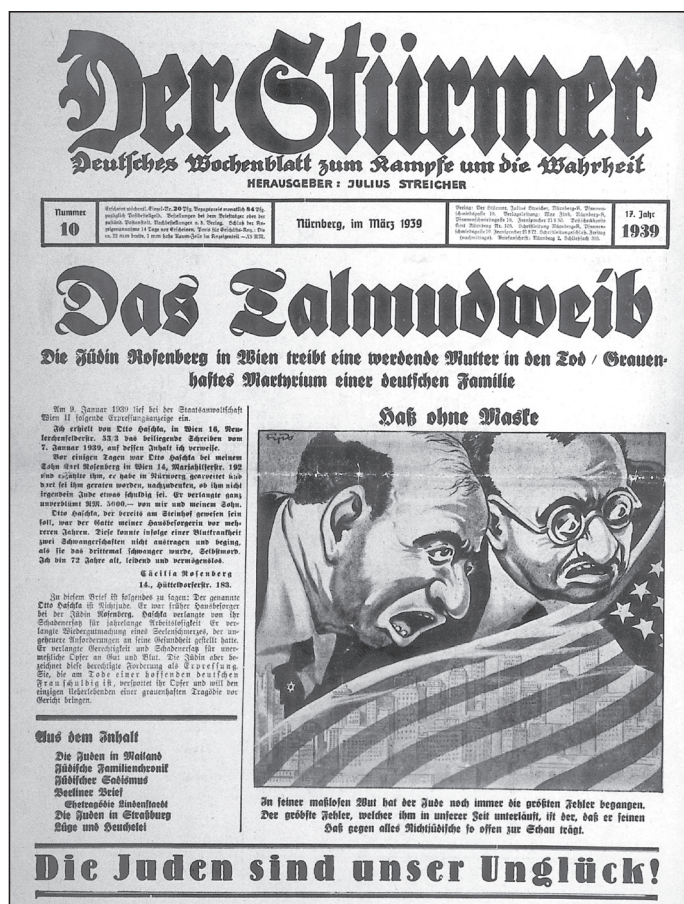 Der Stürmer
Deutsches Wochenblatt zum Kampfe um die Wahrheit
HERAUSGEBER: JULIUS STREICHER
Nummer
10
Nürnberg, im März 1939
17. Jahr
1939
Das Talmudweib
Die Jüdin Rosenberg in Wien treibt eine werdende Mutter in den Tod / Grauen-
haftes Martyrium einer deutschen Familie
Am 9. Januar 1939 lief bei der Staatsanwaltschaft
Wien II folgende Erpressungsanzeige ein.
Ich erhielt von Otto Haschka, in Wien 16, Neu-
lerchenfelderstr. 53/3 das beiliegende Schreiben vom
7. Januar 1939, auf dessen Inhalt ich verweise.
Vor einigen Tagen war Otto Haschka bei meinem
Sohn Karl Rosenberg in Wien 14, Mariahilferstr. 192
und erzählte ihm, er habe in Nürnberg gearbeitet und
dort sei ihm geraten worden, nachzudenken, ob ihm nicht
irgendein Jude etwas schuldig sei. Er verlangte ganz
unverblümt RM. 5000.— von mir und meinem Sohn.
Otto Haschka, der bereits am Steinhof gewesen sein
soll, war der Gatte meiner Hausbesorgerin vor meh-
reren Jahren. Diese konnte infolge einer Blutkrankheit
zwei Schwangerschaften nicht austragen und beging,
als sie das drittemal schwanger wurde, Selbstmord.
Ich bin 72 Jahre alt, leidend und vermögenslos.
Cäcilia Rosenberg
14., Hütteldorferstr. 183.
Zu diesem Brief ist folgendes zu sagen: Der genannte
Otto Haschka ist Nichtjude. Er war früher Hausbesorger
bei der Jüdin Rosenberg. Haschka verlangte von ihr
Schadenersatz für jahrelange Arbeitslosigkeit. Er ver-
langte Wiedergutmachung eines Seelenschmerzes, der un-
geheuere Anforderungen an seine Gesundheit gestellt hatte.
Er verlangte Gerechtigkeit und Schadenersatz für uner-
meßliche Opfer an Gut und Blut. Die Jüdin aber be-
zeichnet diese berechtigte Forderung als Erpressung.
Sie, die am Tode einer hoffenden deutschen
Frau schuldig ist, verspottet ihr Opfer und will den
einzigen Ueberlebenden einer grauenhaften Tragödie vor
Gericht bringen.
Aus dem Inhalt
Die Juden in Mailand
Jüdische Familienchronik
Jüdischer Sadismus
Berliner Brief
Ehetragödie Lindenstaedt
Die Juden in Straßburg
Lüge und Heuchelei
Haß ohne Maske
Fips
In seiner maßlosen Wut hat der Jude noch immer die größten Fehler begangen.
Der gröbste Fehler, welcher ihm in unserer Zeit unterläuft, ist der, daß er seinen
Haß gegen alles Nichtjüdische so offen zur Schau trägt.
Die Juden sind unser Unglück!